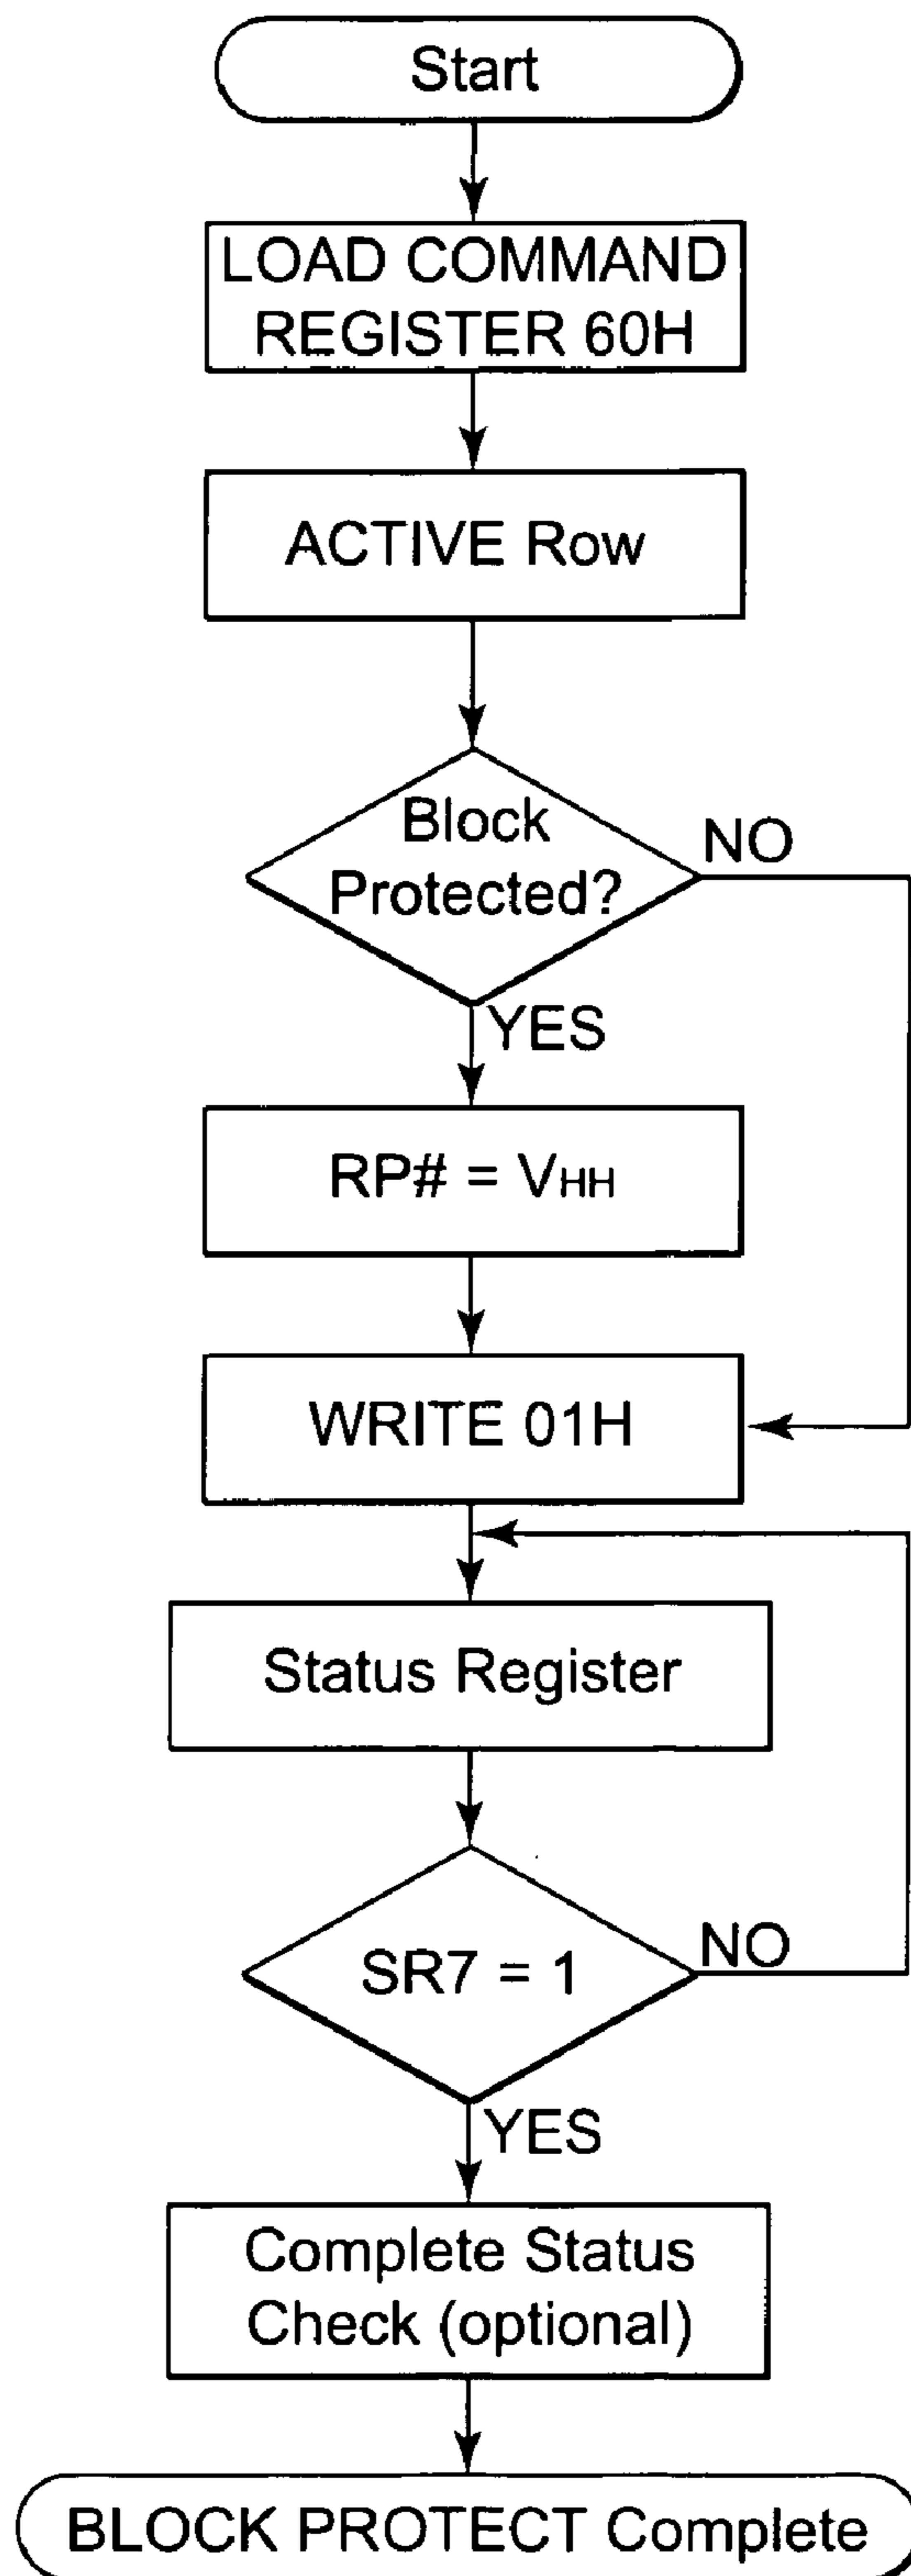 Start
LOAD COMMAND
REGISTER 60H
ACTIVE Row
Block
Protected?
NO
YES
RP# = VHH
WRITE 01H
Status Register
SR7 = 1
NO
YES
Complete Status
Check (optional)
BLOCK PROTECT Complete